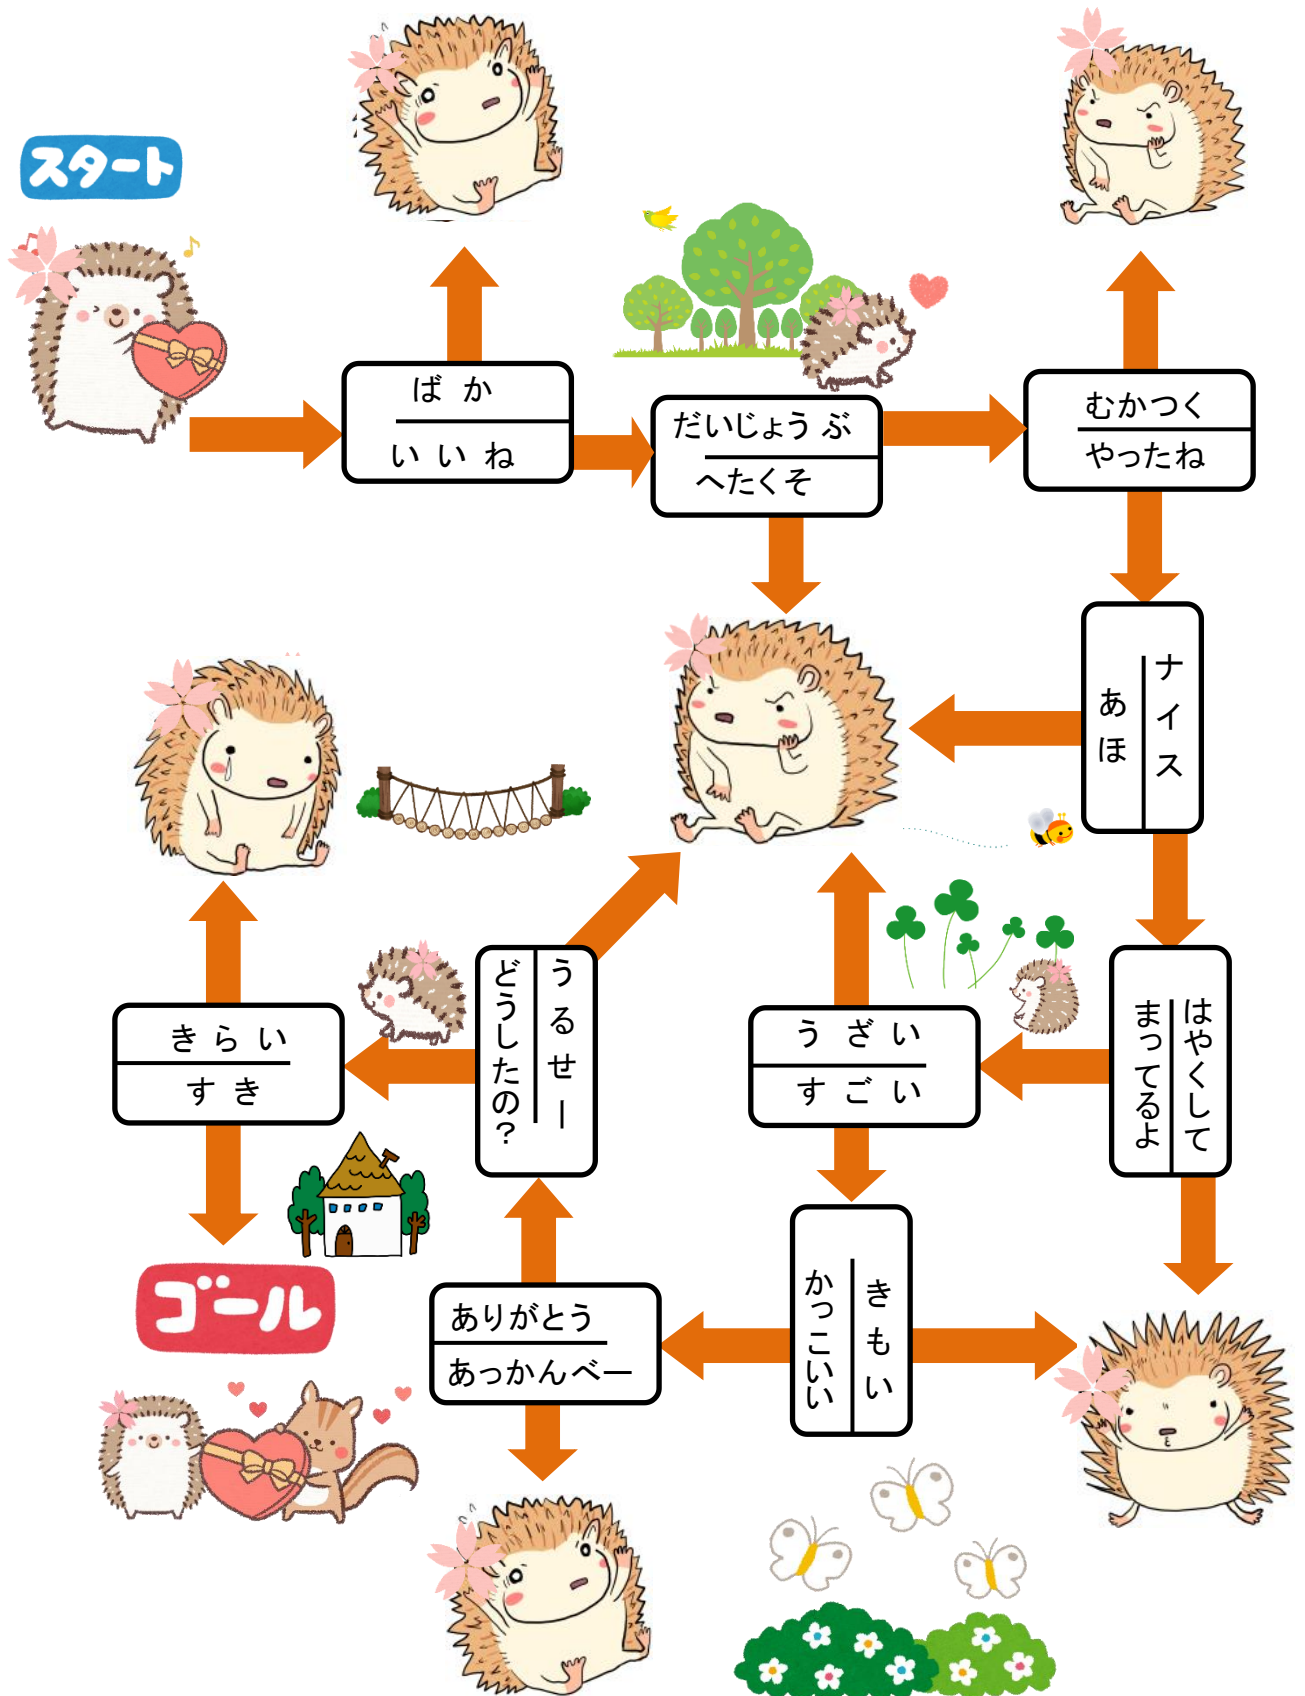 スタート
ばか
いいね
だいじょうぶ
へたくそ
むかつく
やったね
ナイス
あほ
はやくして
まってるよ
うざい
すごい
きもい
かっこいい
ありがとう
あっかんべー
うるせー
どうしたの？
きらい
すき
ゴール